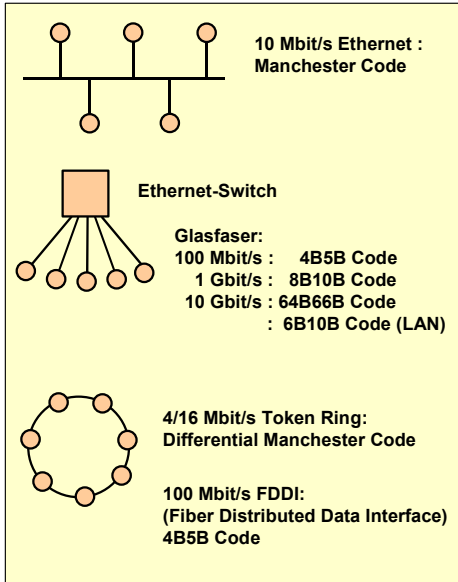 10 Mbit/s Ethernet :
Manchester Code
Ethernet-Switch
Glasfaser:
100 Mbit/s : 4B5B Code
1 Gbit/s : 8B10B Code
10 Gbit/s : 64B66B Code
: 6B10B Code (LAN)
4/16 Mbit/s Token Ring:
Differential Manchester Code
100 Mbit/s FDDI:
(Fiber Distributed Data Interface)
4B5B Code